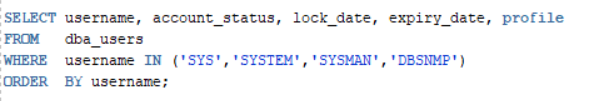 SELECT username, account_status, lock_date, expiry_date, profile
FROM   dba_users
WHERE  username IN ('SYS','SYSTEM','SYSMAN','DBSNMP')
ORDER  BY username;